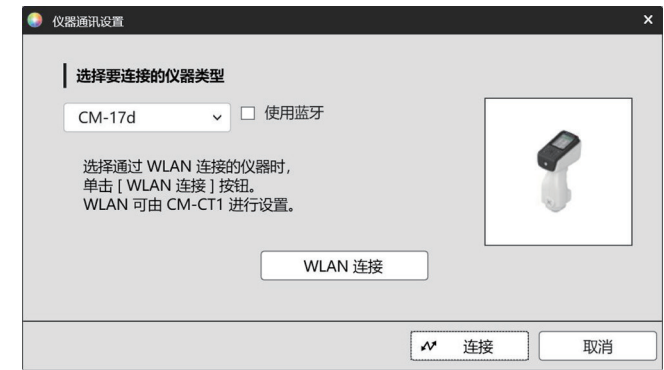 仪器通讯设置
选择要连接的仪器类型
CM-17d
使用蓝牙
选择通过 WLAN 连接的仪器时,
单击 [ WLAN 连接 ] 按钮。
WLAN 可由 CM-CT1 进行设置。
WLAN 连接
连接
取消